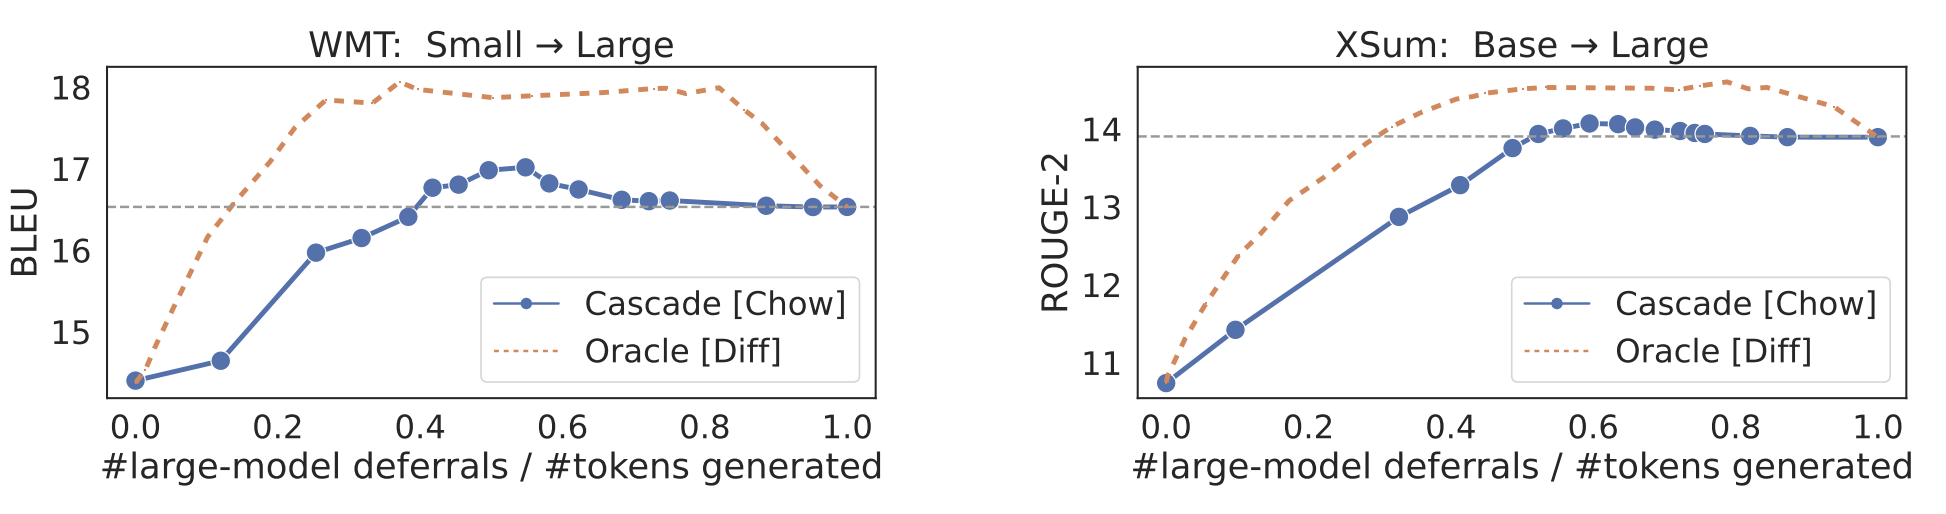 WMT: Small → Large
BLEU
18
17
16
15
Cascade [Chow]
Oracle [Diff]
0.0 0.2 0.4 0.6 0.8 1.0
#large-model deferrals / #tokens generated
XSum: Base → Large
ROUGE-2
14
13
12
11
Cascade [Chow]
Oracle [Diff]
0.0 0.2 0.4 0.6 0.8 1.0
#large-model deferrals / #tokens generated